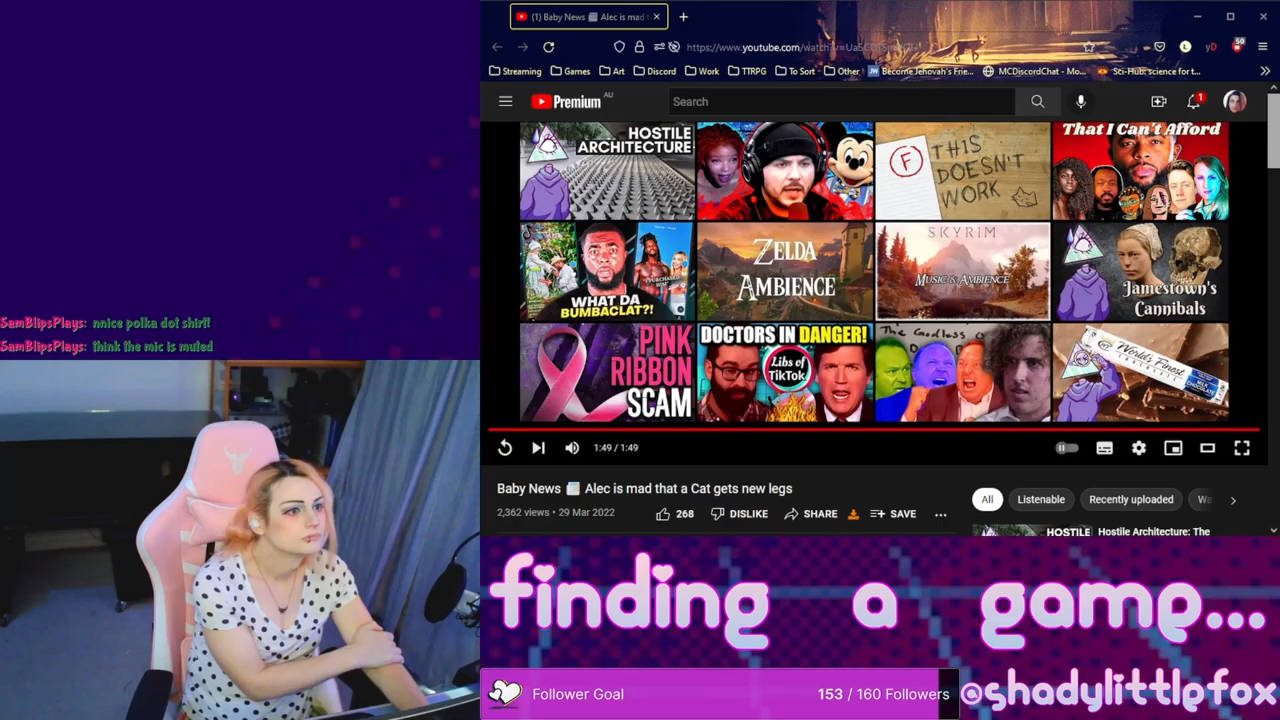 SamBlipsPlays: nnice polka dot shirt!
SamBlipsPlays: think the mic is muted
(1) Baby News Alec is mad t
https://www.youtube.com/watch?v=
50
Streaming
Games
Art
Discord
Work
TTRPG
To Sort
Other
Become Jehovah's Frie...
MCDiscordChat - Mo...
Sci-Hub: science for t...
Premium AU
Search
1
HOSTILE
ARCHITECTURE
F
THIS
DOESN'T
WORK
That I Can't Afford
WHAT DA
BUMBACLAT?!
ZELDA
AMBIENCE
SKYRIM
MUSIC & AMBIENCE
Jamestown's
Cannibals
PINK
RIBBON
SCAM
DOCTORS IN DANGER!
Libs of
TikTok
World's Finest
1:49 / 1:49
Baby News Alec is mad that a Cat gets new legs
2,362 views • 29 Mar 2022
268
DISLIKE
SHARE
SAVE
All
Listenable
Recently uploaded
Wa
HOSTILE
Hostile Architecture: The
finding a game...
Follower Goal
153 / 160 Followers
@shadylittlefox